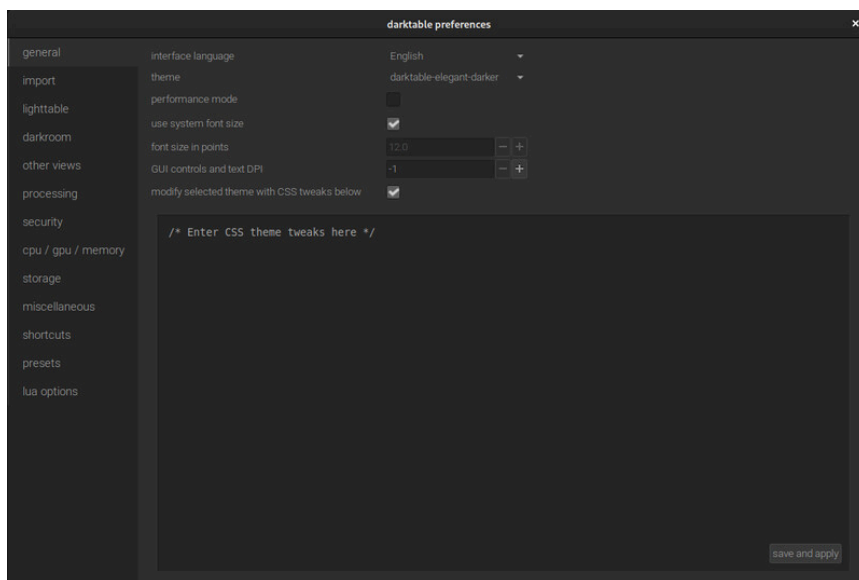 darktable preferences ×
general
import
lighttable
darkroom
other views
processing
security
cpu / gpu / memory
storage
miscellaneous
shortcuts
presets
lua options
interface language English
theme darktable-elegant-darker
performance mode
use system font size
font size in points 12.0 − +
GUI controls and text DPI -1 − +
modify selected theme with CSS tweaks below
/* Enter CSS theme tweaks here */
save and apply